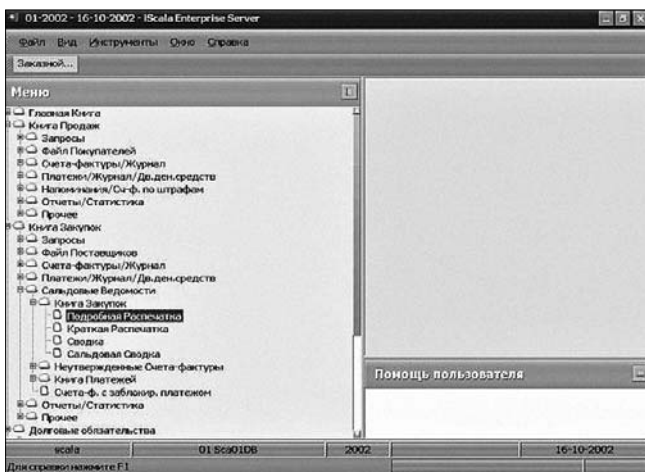 01-2002 - 16-10-2002 - iScala Enterprise Server
Файл Вид Инструменты Окно Справка
Заказной...
Меню
Главная Книга
Книга Продаж
Запросы
Файл Покупателей
Счета-фактуры/Журнал
Платежи/Журнал/Дв.ден.средств
Напоминания/Сч-ф. по штрафам
Отчеты/Статистика
Прочее
Книга Закупок
Запросы
Файл Поставщиков
Счета-фактуры/Журнал
Платежи/Журнал/Дв.ден.средств
Сальдовые Ведомости
Книга Закупок
Подробная Распечатка
Краткая Распечатка
Сводка
Сальдовая Сводка
Неутвержденные Счета-фактуры
Книга Платежей
Счета-ф. с заблокир. платежом
Отчеты/Статистика
Прочее
Долговые обязательства
Помощь пользователя
scala 01 Sca01DB 2002 16-10-2002
Для справки нажмите F1